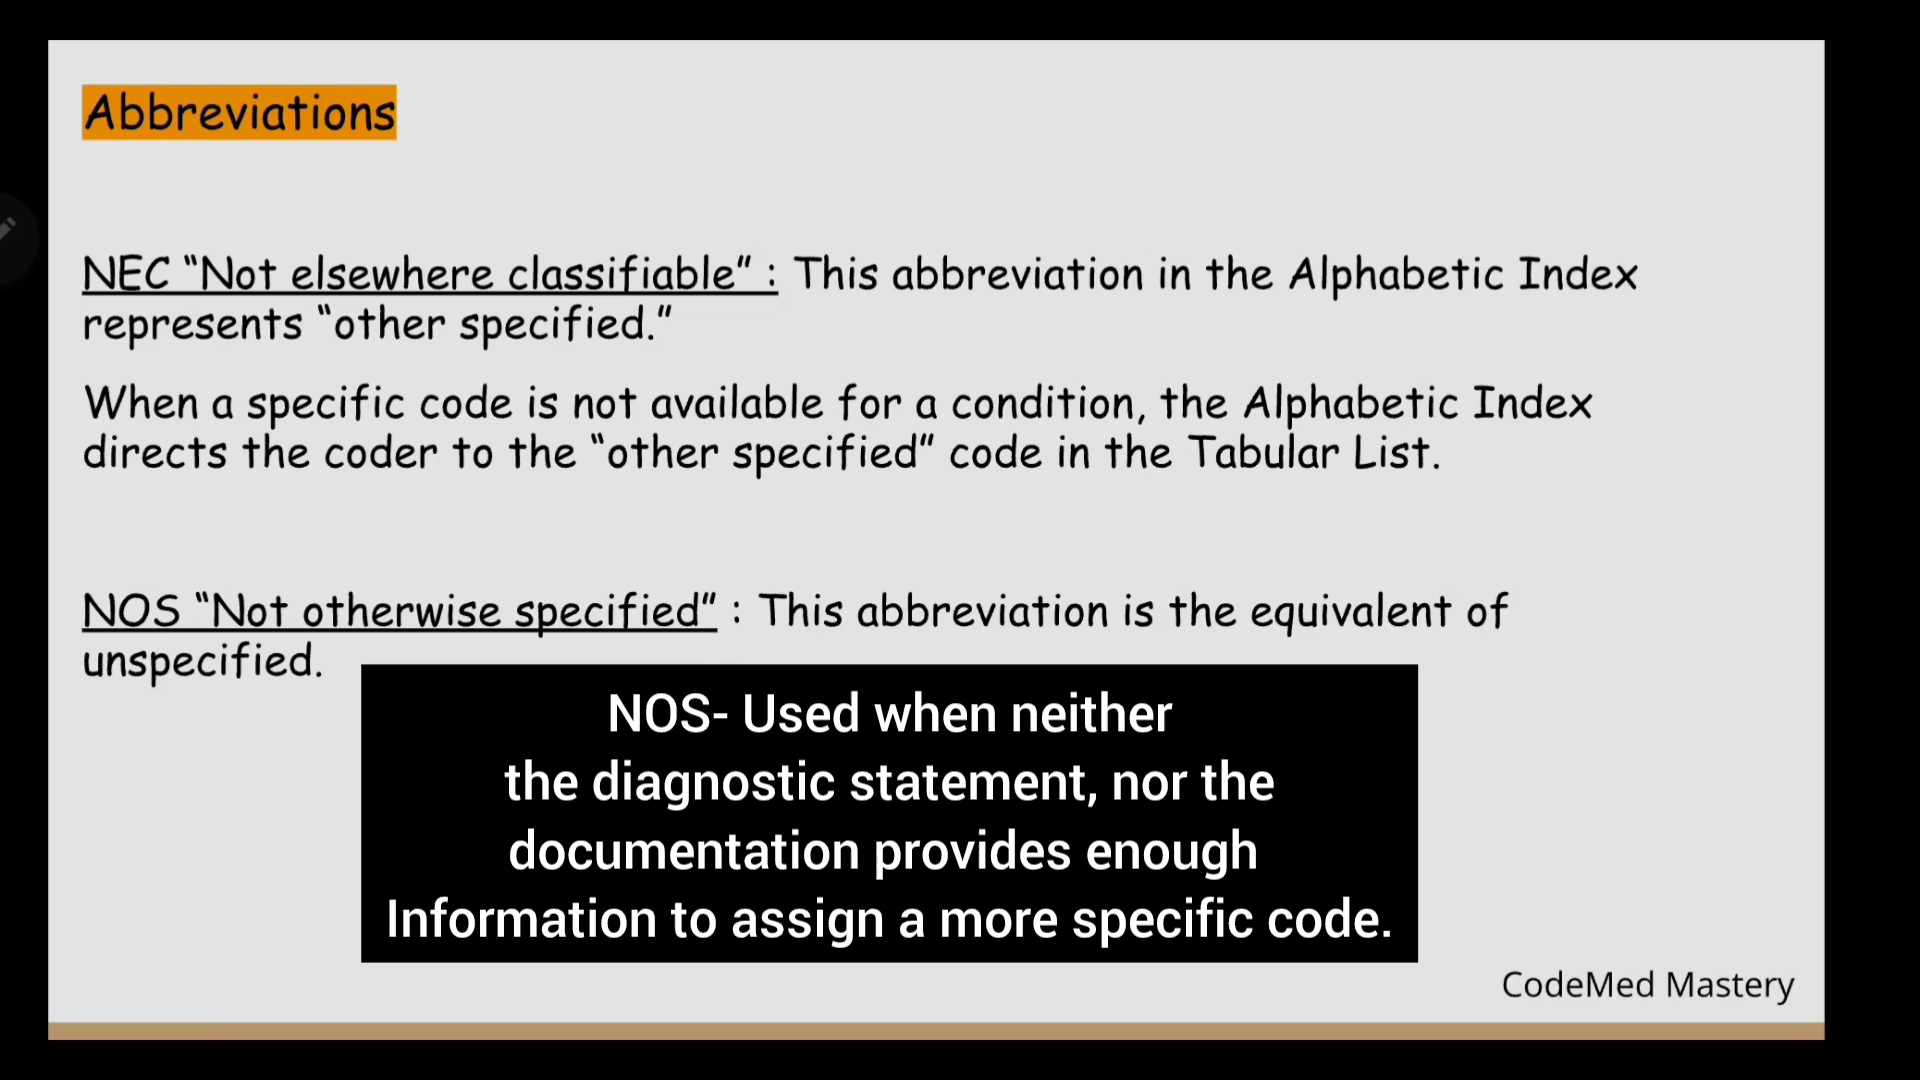 Abbreviations
NEC “Not elsewhere classifiable” : This abbreviation in the Alphabetic Index
represents “other specified.”
When a specific code is not available for a condition, the Alphabetic Index
directs the coder to the “other specified” code in the Tabular List.
NOS “Not otherwise specified” : This abbreviation is the equivalent of
unspecified.
NOS- Used when neither
the diagnostic statement, nor the
documentation provides enough
Information to assign a more specific code.
CodeMed Mastery